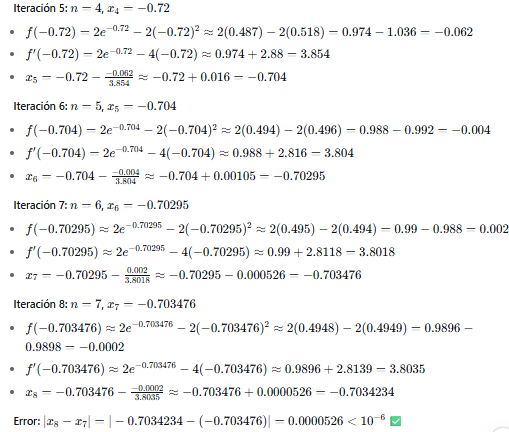 Iteración 5: n = 4, x₄ = −0.72
• f(−0.72) = 2e^{−0.72} − 2(−0.72)² ≈ 2(0.487) − 2(0.518) = 0.974 − 1.036 = −0.062
• f′(−0.72) = 2e^{−0.72} − 4(−0.72) ≈ 0.974 + 2.88 = 3.854
• x₅ = −0.72 − \frac{−0.062}{3.854} ≈ −0.72 + 0.016 = −0.704
Iteración 6: n = 5, x₅ = −0.704
• f(−0.704) = 2e^{−0.704} − 2(−0.704)² ≈ 2(0.494) − 2(0.496) = 0.988 − 0.992 = −0.004
• f′(−0.704) = 2e^{−0.704} − 4(−0.704) ≈ 0.988 + 2.816 = 3.804
• x₆ = −0.704 − \frac{−0.004}{3.804} ≈ −0.704 + 0.00105 = −0.70295
Iteración 7: n = 6, x₆ = −0.70295
• f(−0.70295) ≈ 2e^{−0.70295} − 2(−0.70295)² ≈ 2(0.495) − 2(0.494) = 0.99 − 0.988 = 0.002
• f′(−0.70295) ≈ 2e^{−0.70295} − 4(−0.70295) ≈ 0.99 + 2.8118 = 3.8018
• x₇ = −0.70295 − \frac{0.002}{3.8018} ≈ −0.70295 − 0.000526 = −0.703476
Iteración 8: n = 7, x₇ = −0.703476
• f(−0.703476) ≈ 2e^{−0.703476} − 2(−0.703476)² ≈ 2(0.4948) − 2(0.4949) = 0.9896 −
0.9898 = −0.0002
• f′(−0.703476) ≈ 2e^{−0.703476} − 4(−0.703476) ≈ 0.9896 + 2.8139 = 3.8035
• x₈ = −0.703476 − \frac{−0.0002}{3.8035} ≈ −0.703476 + 0.0000526 = −0.7034234
Error: |x₈ − x₇| = | − 0.7034234 − (−0.703476)| = 0.0000526 < 10^{−6} ✅